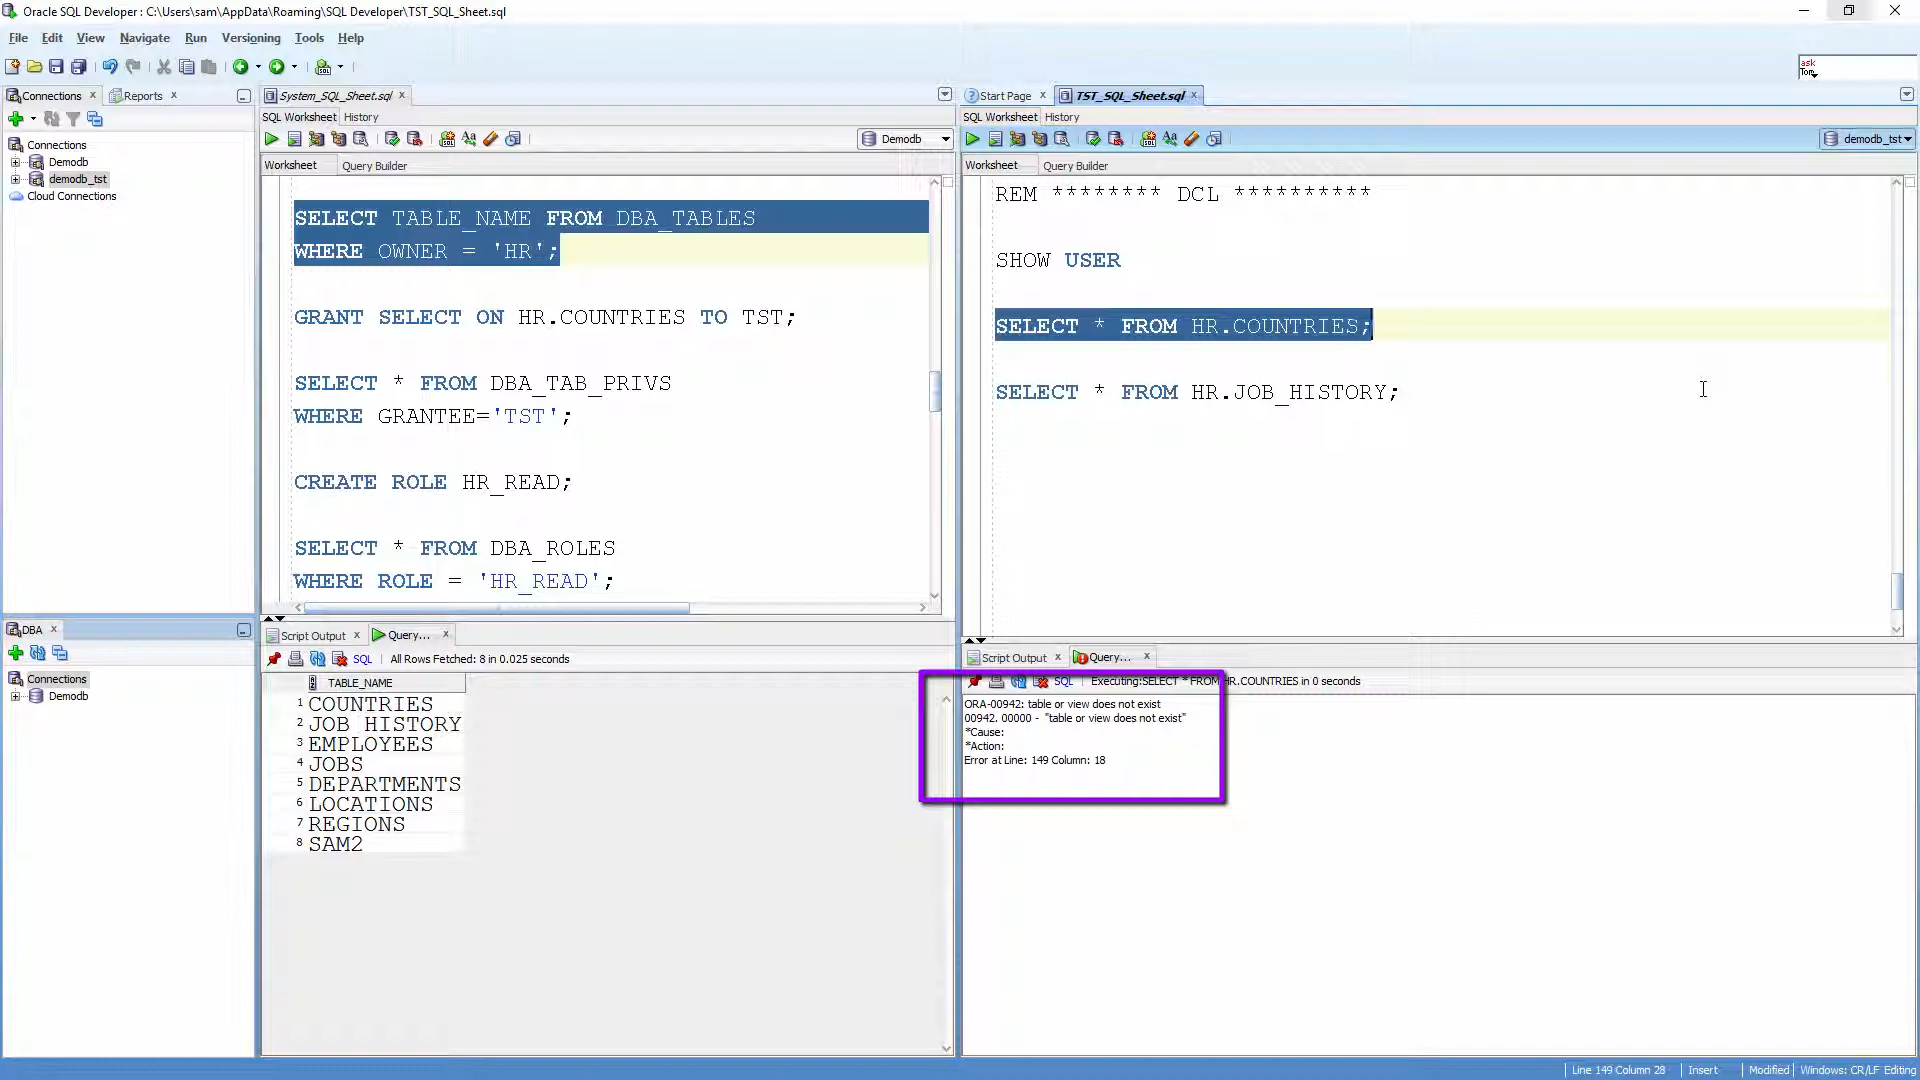 Oracle SQL Developer : C:\Users\sam\AppData\Roaming\SQL Developer\TST_SQL_Sheet.sql
File Edit View Navigate Run Versioning Tools Help
ask
Tom
Connections
Reports
Connections
Demodb
demodb_tst
Cloud Connections
System_SQL_Sheet.sql
SQL Worksheet History
Demodb
Worksheet Query Builder
SELECT TABLE_NAME FROM DBA_TABLES
WHERE OWNER = 'HR';
GRANT SELECT ON HR.COUNTRIES TO TST;
SELECT * FROM DBA_TAB_PRIVS
WHERE GRANTEE='TST';
CREATE ROLE HR_READ;
SELECT * FROM DBA_ROLES
WHERE ROLE = 'HR_READ';
Start Page TST_SQL_Sheet.sql
SQL Worksheet History
demodb_tst
Worksheet Query Builder
REM ******** DCL **********
SHOW USER
SELECT * FROM HR.COUNTRIES;
SELECT * FROM HR.JOB_HISTORY;
DBA
Connections
Demodb
Script Output Query...
SQL All Rows Fetched: 8 in 0.025 seconds
TABLE_NAME
1 COUNTRIES
2 JOB_HISTORY
3 EMPLOYEES
4 JOBS
5 DEPARTMENTS
6 LOCATIONS
7 REGIONS
8 SAM2
Script Output Query...
SQL Executing:SELECT * FROM HR.COUNTRIES in 0 seconds
ORA-00942: table or view does not exist
00942. 00000 - "table or view does not exist"
*Cause:
*Action:
Error at Line: 149 Column: 18
Line 149 Column 28 Insert Modified Windows: CR/LF Editing